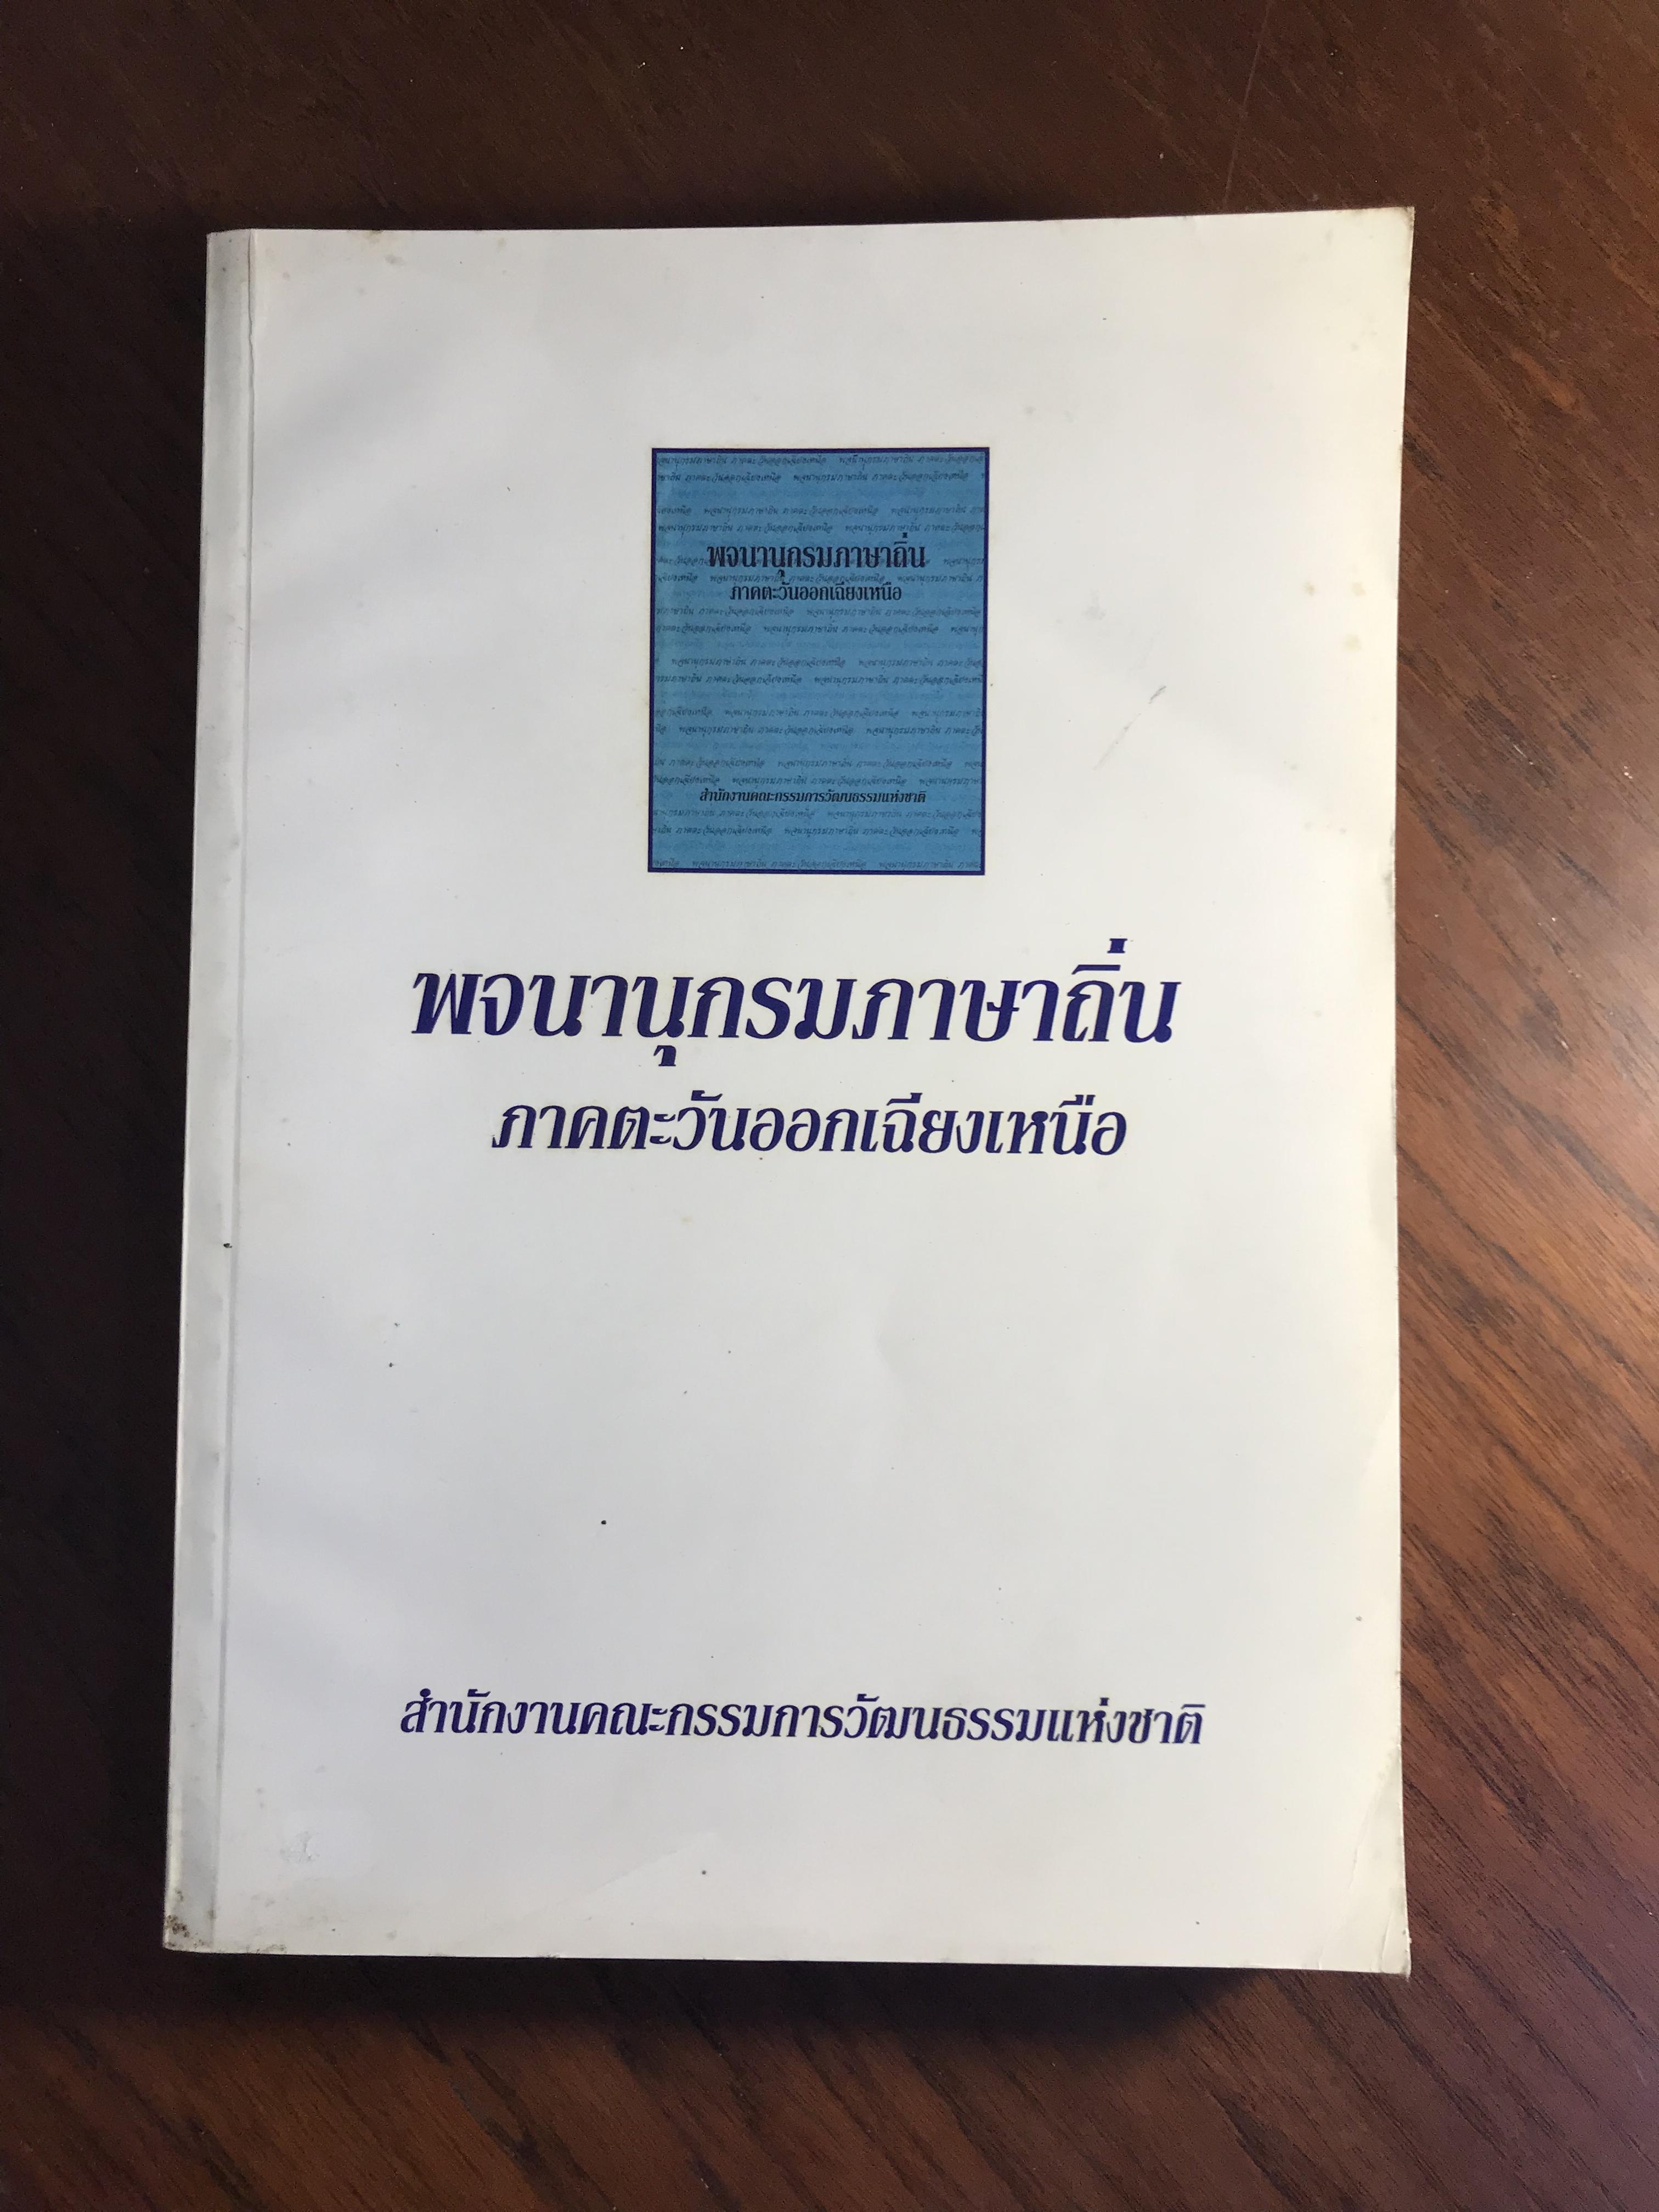 พจนานุกรมภาษาถิ่น
ภาคตะวันออกเฉียงเหนือ
สำนักงานคณะกรรมการวัฒนธรรมแห่งชาติ
พจนานุกรมภาษาถิ่น
ภาคตะวันออกเฉียงเหนือ
สำนักงานคณะกรรมการวัฒนธรรมแห่งชาติ